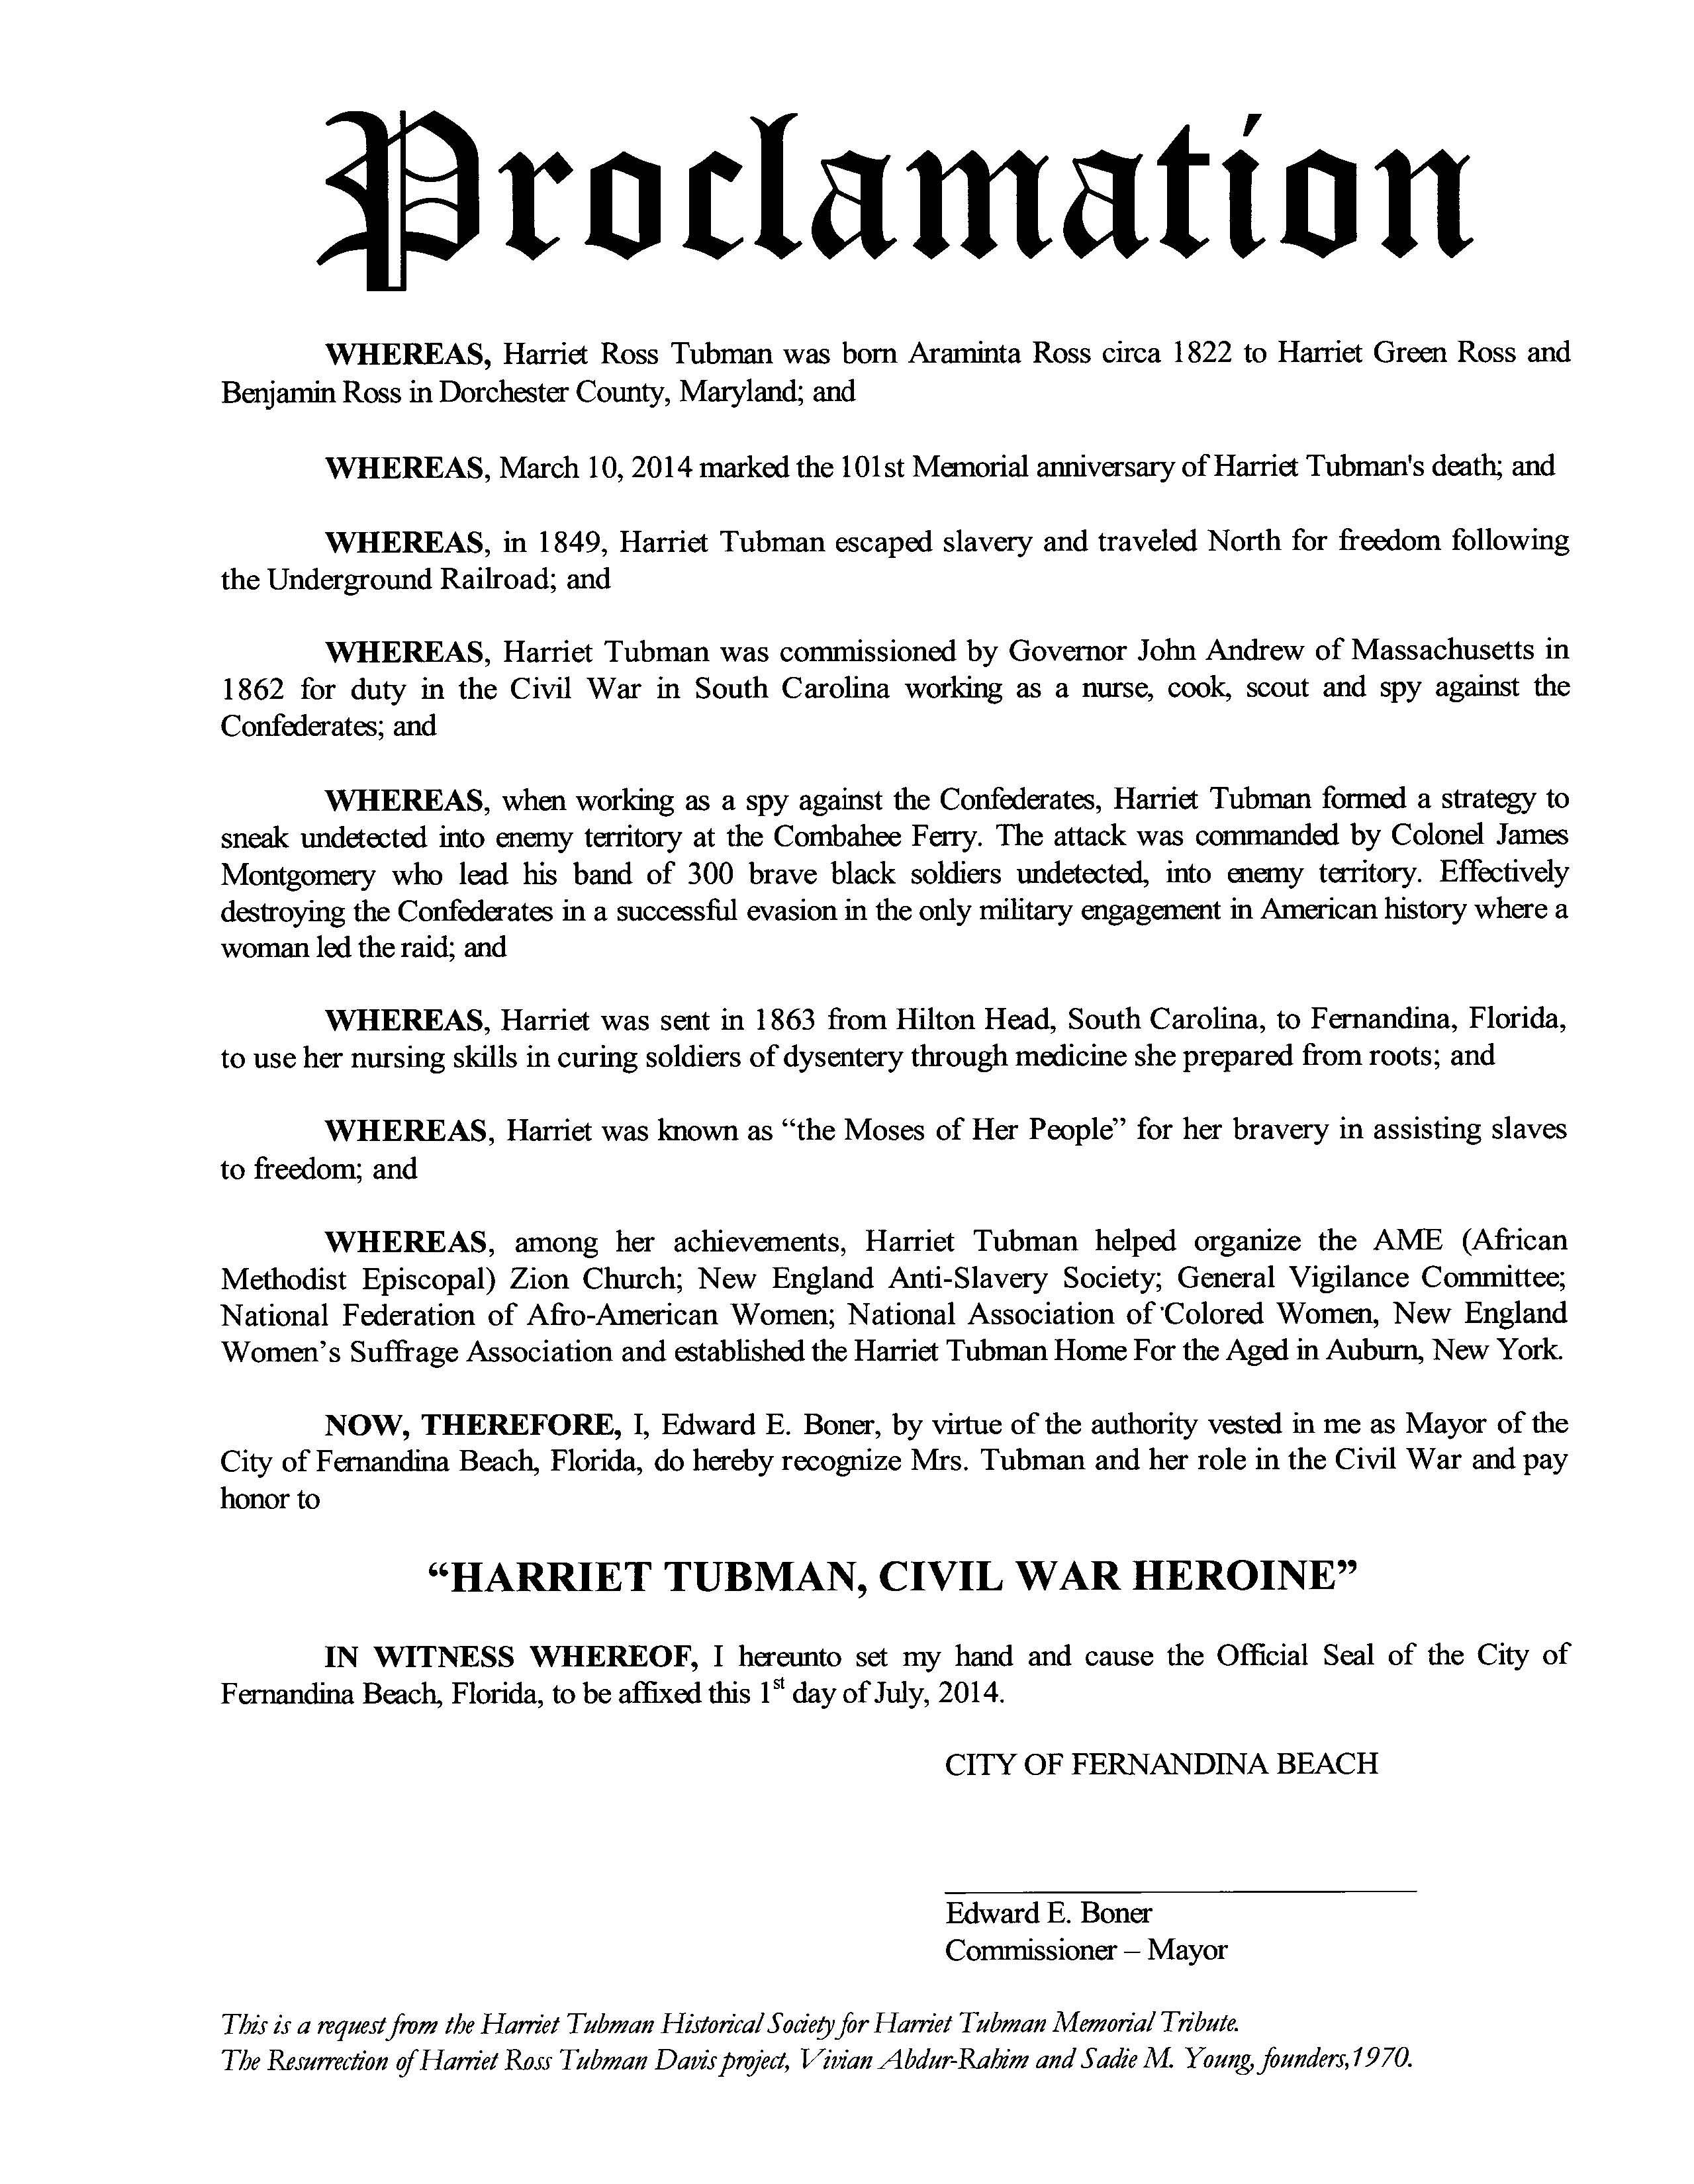 Proclamation
WHEREAS, Harriet Ross Tubman was born Araminta Ross circa 1822 to Harriet Green Ross and
Benjamin Ross in Dorchester County, Maryland; and
WHEREAS, March 10, 2014 marked the 101st Memorial anniversary of Harriet Tubman's death; and
WHEREAS, in 1849, Harriet Tubman escaped slavery and traveled North for freedom following
the Underground Railroad; and
WHEREAS, Harriet Tubman was commissioned by Governor John Andrew of Massachusetts in
1862 for duty in the Civil War in South Carolina working as a nurse, cook, scout and spy against the
Confederates; and
WHEREAS, when working as a spy against the Confederates, Harriet Tubman formed a strategy to
sneak undetected into enemy territory at the Combahee Ferry. The attack was commanded by Colonel James
Montgomery who lead his band of 300 brave black soldiers undetected, into enemy territory. Effectively
destroying the Confederates in a successful evasion in the only military engagement in American history where a
woman led the raid; and
WHEREAS, Harriet was sent in 1863 from Hilton Head, South Carolina, to Fernandina, Florida,
to use her nursing skills in curing soldiers of dysentery through medicine she prepared from roots; and
WHEREAS, Harriet was known as “the Moses of Her People” for her bravery in assisting slaves
to freedom; and
WHEREAS, among her achievements, Harriet Tubman helped organize the AME (African
Methodist Episcopal) Zion Church; New England Anti-Slavery Society; General Vigilance Committee;
National Federation of Afro-American Women; National Association of Colored Women, New England
Women’s Suffrage Association and established the Harriet Tubman Home For the Aged in Auburn, New York.
NOW, THEREFORE, I, Edward E. Boner, by virtue of the authority vested in me as Mayor of the
City of Fernandina Beach, Florida, do hereby recognize Mrs. Tubman and her role in the Civil War and pay
honor to
“HARRIET TUBMAN, CIVIL WAR HEROINE”
IN WITNESS WHEREOF, I hereunto set my hand and cause the Official Seal of the City of
Fernandina Beach, Florida, to be affixed this 1st day of July, 2014.
CITY OF FERNANDINA BEACH
Edward E. Boner
Commissioner – Mayor
This is a request from the Harriet Tubman Historical Society for Harriet Tubman Memorial Tribute.
The Resurrection of Harriet Ross Tubman Davis project, Vivian Abdur-Rahim and Sadie M. Young, founders, 1970.